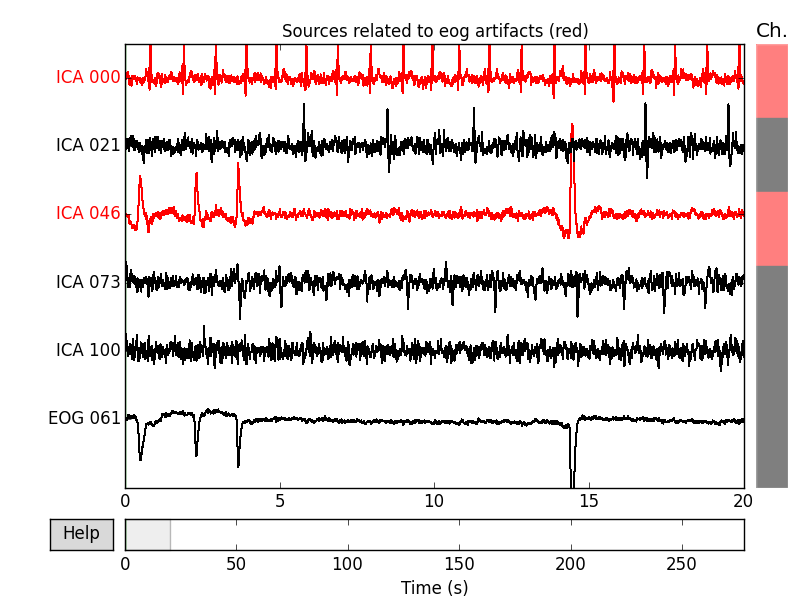 Sources related to eog artifacts (red)
Ch.
ICA 000
ICA 021
ICA 046
ICA 073
ICA 100
EOG 061
0 5 10 15 20
Help
0 50 100 150 200 250
Time (s)